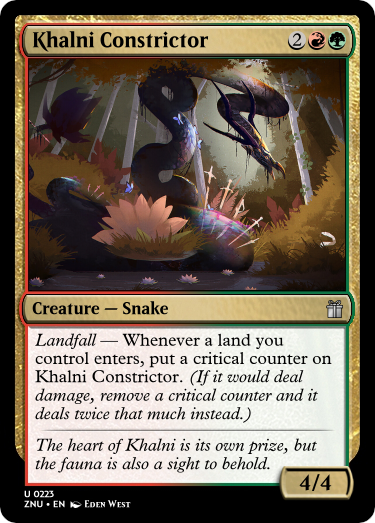 Khalni Constrictor 2
Creature — Snake
Landfall — Whenever a land you
control enters, put a critical counter on
Khalni Constrictor. (If it would deal
damage, remove a critical counter and it
deals twice that much instead.)
The heart of Khalni is its own prize, but
the fauna is also a sight to behold.
4/4
U 0223
ZNU • EN Eden West